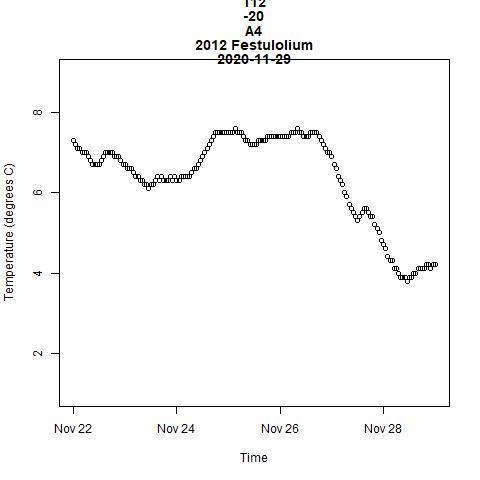 T12
-20
A4
2012 Festulolium
2020-11-29
Temperature (degrees C)
8
6
4
2
Nov 22 Nov 24 Nov 26 Nov 28
Time